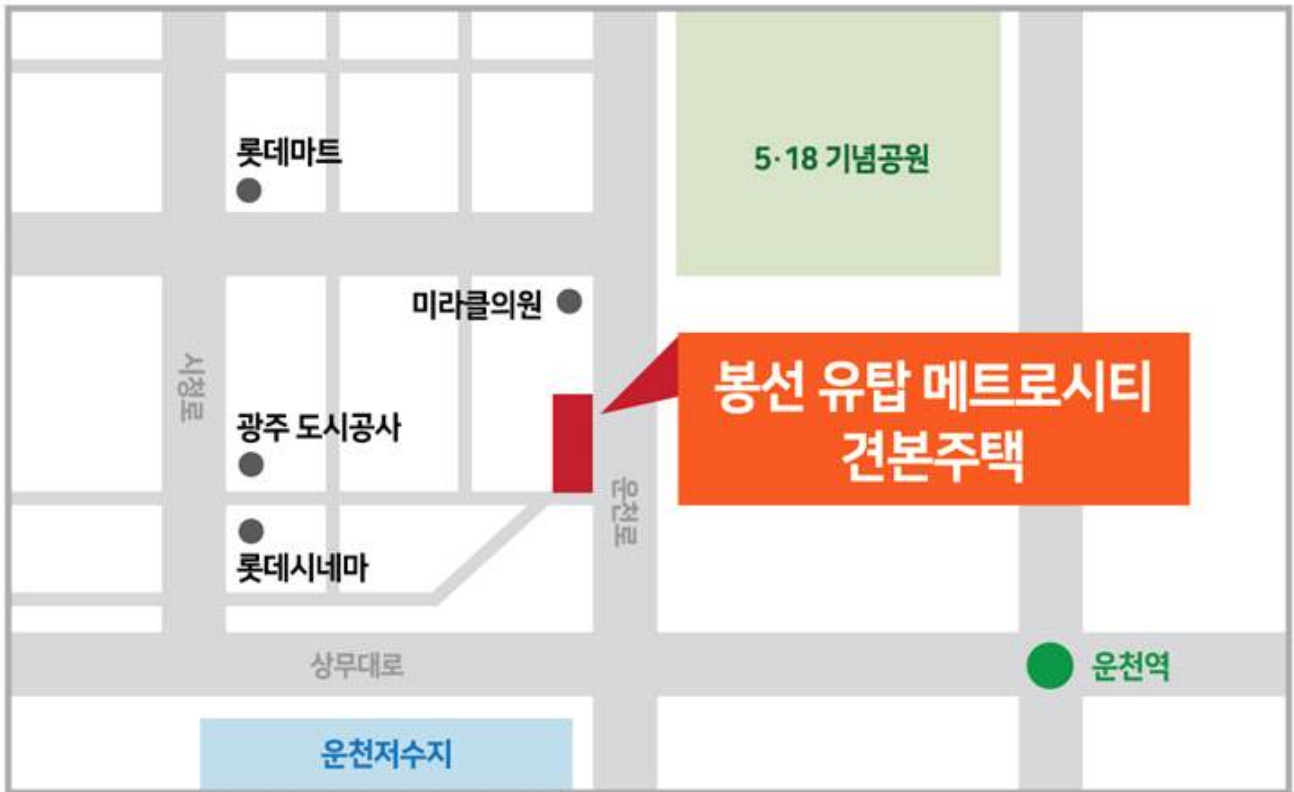 롯데마트
5·18 기념공원
미라클의원
시청로
봉선 유탑 메트로시티
견본주택
광주 도시공사
운천로
롯데시네마
상무대로
운천역
운천저수지